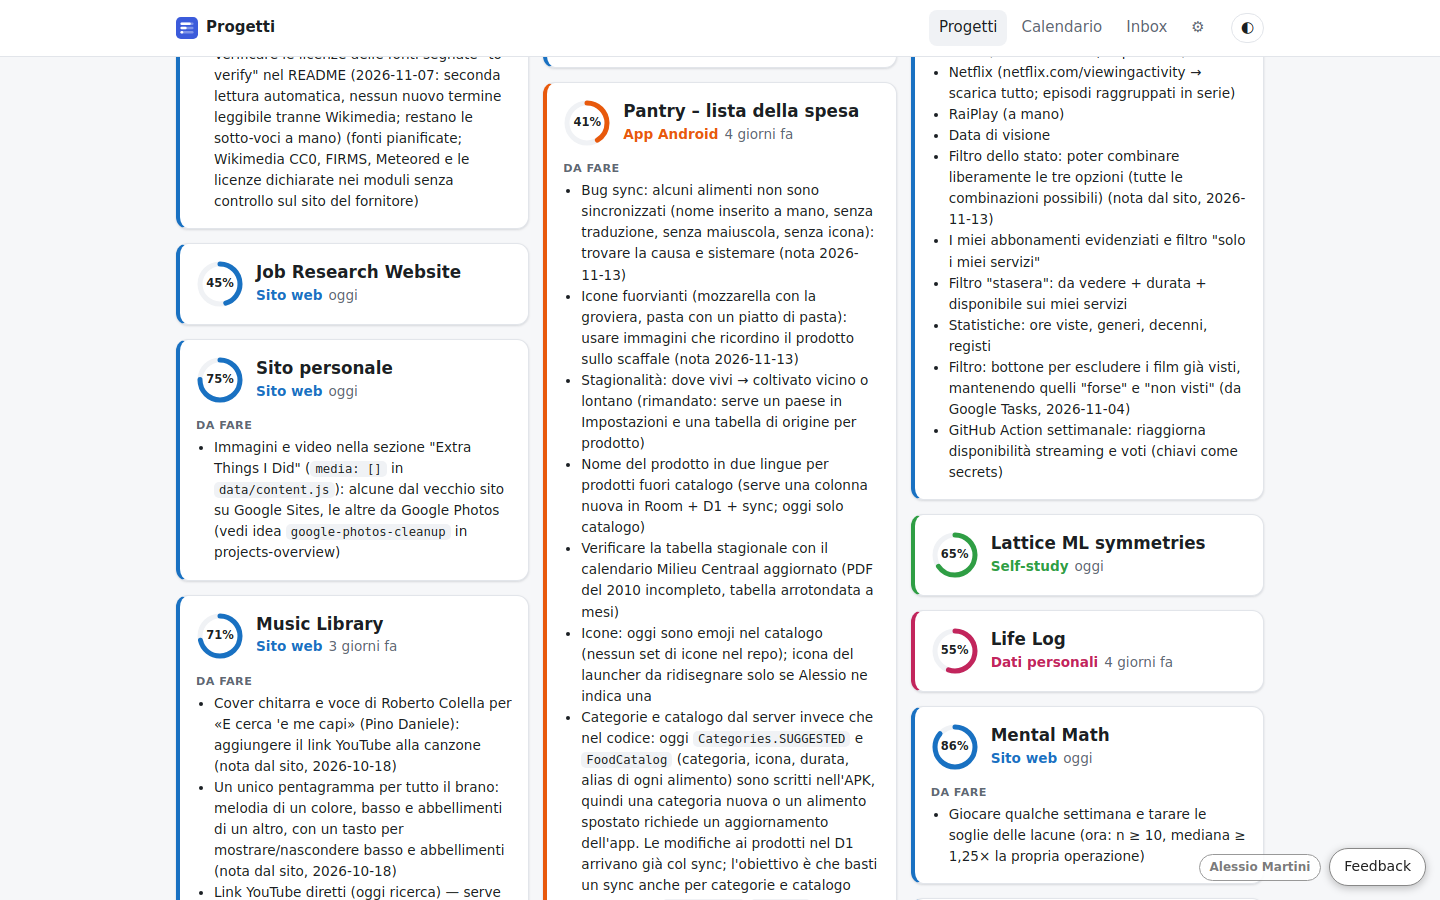 Progetti
Progetti
Calendario
Inbox
verificare le licenze delle fonti segnate "to
verify" nel README (2026-11-07: seconda
lettura automatica, nessun nuovo termine
leggibile tranne Wikimedia; restano le
sotto-voci a mano) (fonti pianificate;
Wikimedia CC0, FIRMS, Meteored e le
licenze dichiarate nei moduli senza
controllo sul sito del fornitore)
45%
Job Research Website
Sito web oggi
75%
Sito personale
Sito web oggi
DA FARE
• Immagini e video nella sezione "Extra
Things I Did" ( media: [] in
data/content.js ): alcune dal vecchio sito
su Google Sites, le altre da Google Photos
(vedi idea google-photos-cleanup in
projects-overview)
71%
Music Library
Sito web 3 giorni fa
DA FARE
• Cover chitarra e voce di Roberto Colella per
«E cerca 'e me capi» (Pino Daniele):
aggiungere il link YouTube alla canzone
(nota dal sito, 2026-10-18)
• Un unico pentagramma per tutto il brano:
melodia di un colore, basso e abbellimenti
di un altro, con un tasto per
mostrare/nascondere basso e abbellimenti
(nota dal sito, 2026-10-18)
• Link YouTube diretti (oggi ricerca) — serve
41%
Pantry – lista della spesa
App Android 4 giorni fa
DA FARE
• Bug sync: alcuni alimenti non sono
sincronizzati (nome inserito a mano, senza
traduzione, senza maiuscola, senza icona):
trovare la causa e sistemare (nota 2026-
11-13)
• Icone fuorvianti (mozzarella con la
groviera, pasta con un piatto di pasta):
usare immagini che ricordino il prodotto
sullo scaffale (nota 2026-11-13)
• Stagionalità: dove vivi → coltivato vicino o
lontano (rimandato: serve un paese in
Impostazioni e una tabella di origine per
prodotto)
• Nome del prodotto in due lingue per
prodotti fuori catalogo (serve una colonna
nuova in Room + D1 + sync; oggi solo
catalogo)
• Verificare la tabella stagionale con il
calendario Milieu Centraal aggiornato (PDF
del 2010 incompleto, tabella arrotondata a
mesi)
• Icone: oggi sono emoji nel catalogo
(nessun set di icone nel repo); icona del
launcher da ridisegnare solo se Alessio ne
indica una
• Categorie e catalogo dal server invece che
nel codice: oggi Categories.SUGGESTED e
FoodCatalog (categoria, icona, durata,
alias di ogni alimento) sono scritti nell'APK,
quindi una categoria nuova o un alimento
spostato richiede un aggiornamento
dell'app. Le modifiche ai prodotti nel D1
arrivano già col sync; l'obiettivo è che basti
un sync anche per categorie e catalogo
• Netflix (netflix.com/viewingactivity →
scarica tutto; episodi raggruppati in serie)
• RaiPlay (a mano)
• Data di visione
• Filtro dello stato: poter combinare
liberamente le tre opzioni (tutte le
combinazioni possibili) (nota dal sito, 2026-
11-13)
• I miei abbonamenti evidenziati e filtro "solo
i miei servizi"
• Filtro "stasera": da vedere + durata +
disponibile sui miei servizi
• Statistiche: ore viste, generi, decenni,
registi
• Filtro: bottone per escludere i film già visti,
mantenendo quelli "forse" e "non visti" (da
Google Tasks, 2026-11-04)
• GitHub Action settimanale: riaggiorna
disponibilità streaming e voti (chiavi come
secrets)
65%
Lattice ML symmetries
Self-study oggi
55%
Life Log
Dati personali 4 giorni fa
86%
Mental Math
Sito web oggi
DA FARE
• Giocare qualche settimana e tarare le
soglie delle lacune (ora: n ≥ 10, mediana ≥
1,25× la propria operazione)
Alessio Martini
Feedback